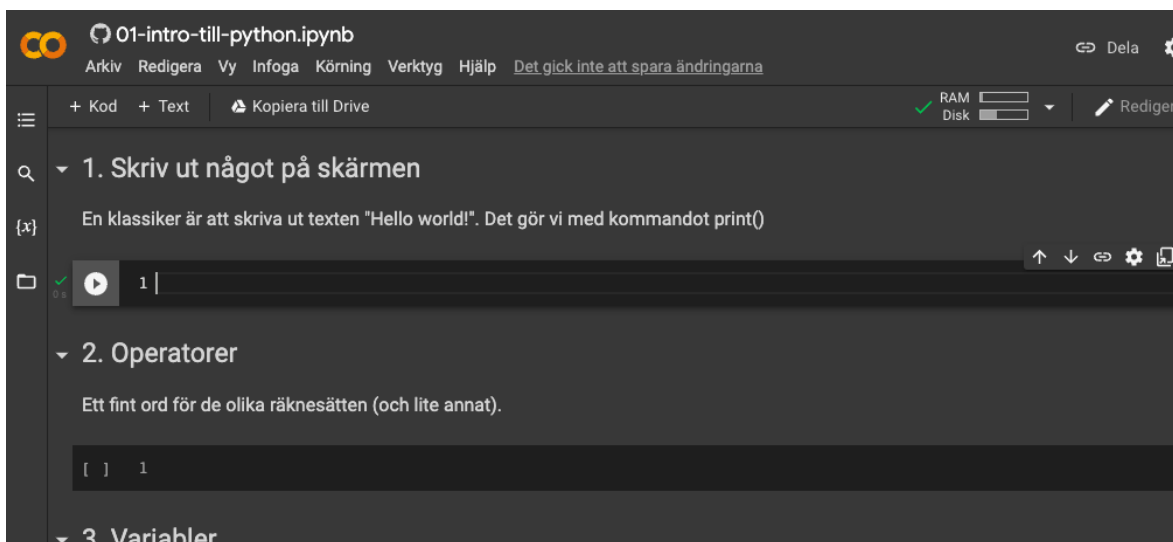 01-intro-till-python.ipynb
Arkiv Redigera Vy Infoga Körning Verktyg Hjälp Det gick inte att spara ändringarna
Dela
+ Kod + Text Kopiera till Drive
RAM
Disk
Rediger
1. Skriv ut något på skärmen
En klassiker är att skriva ut texten "Hello world!". Det gör vi med kommandot print()
{x}
0 s
1
2. Operatorer
Ett fint ord för de olika räknesätten (och lite annat).
[ ] 1
3. Variabler